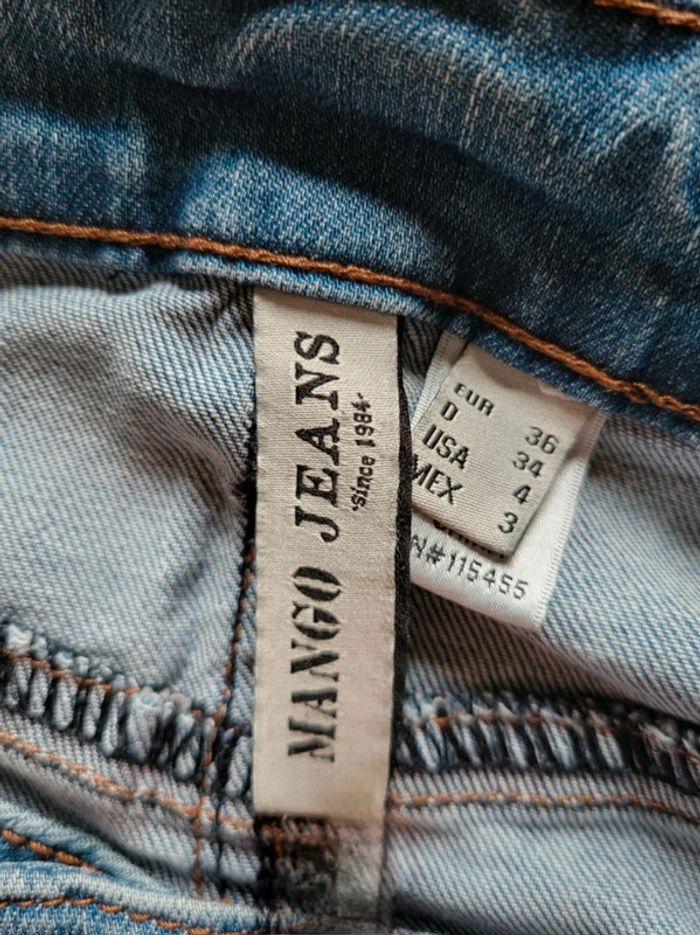 MANGO JEANS
·since 1984·
EUR 36
D 34
USA 4
MEX 3
N#115455